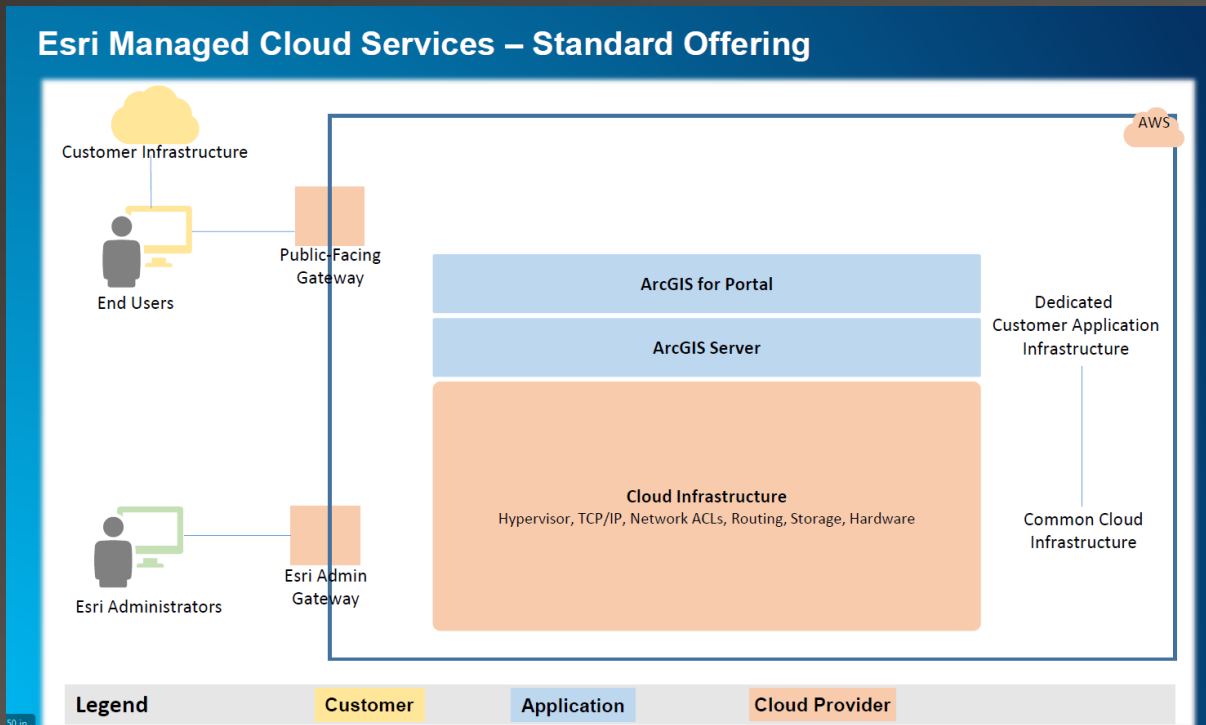 Esri Managed Cloud Services – Standard Offering
AWS
Customer Infrastructure
End Users
Public-Facing
Gateway
ArcGIS for Portal
ArcGIS Server
Dedicated
Customer Application
Infrastructure
Cloud Infrastructure
Hypervisor, TCP/IP, Network ACLs, Routing, Storage, Hardware
Common Cloud
Infrastructure
Esri Administrators
Esri Admin
Gateway
Legend
Customer
Application
Cloud Provider
50 in